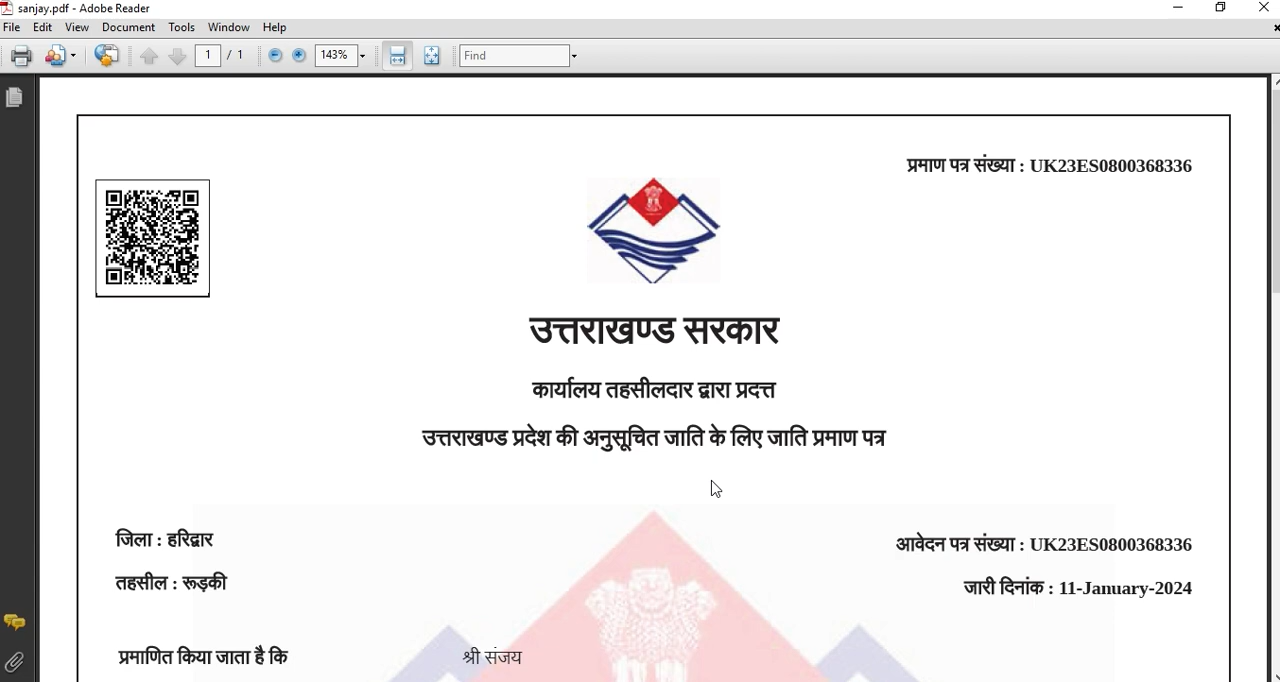 sanjay.pdf - Adobe Reader
File Edit View Document Tools Window Help
1 / 1 143% Find
प्रमाण पत्र संख्या : UK23ES0800368336
उत्तराखण्ड सरकार
कार्यालय तहसीलदार द्वारा प्रदत्त
उत्तराखण्ड प्रदेश की अनुसूचित जाति के लिए जाति प्रमाण पत्र
जिला : हरिद्वार
आवेदन पत्र संख्या : UK23ES0800368336
तहसील : रूड़की
जारी दिनांक : 11-January-2024
प्रमाणित किया जाता है कि श्री संजय